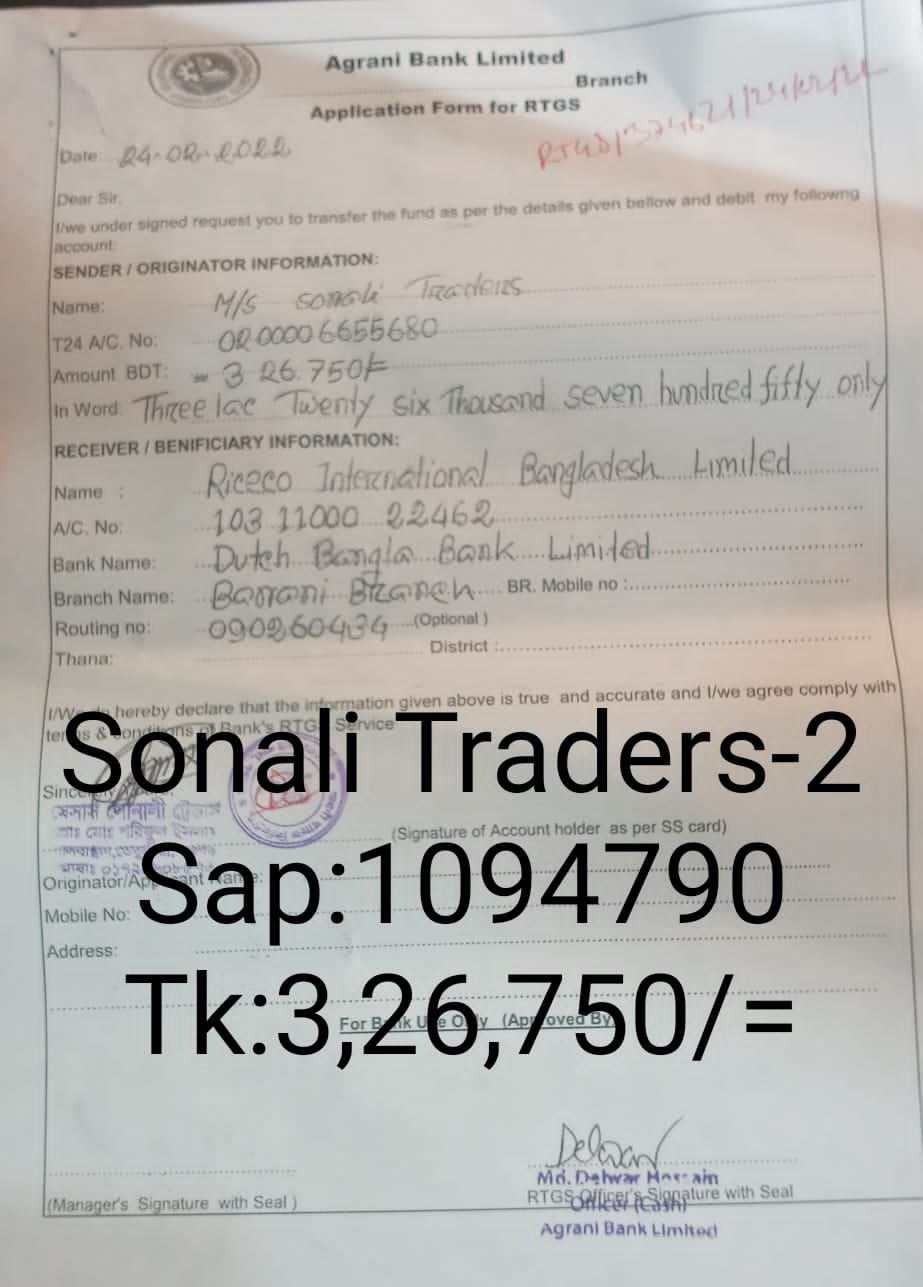 Agrani Bank Limited
Branch
Application Form for RTGS
Date 24-02-2022
Dear Sir,
I/we under signed request you to transfer the fund as per the details given bellow and debit my followng
account:
SENDER / ORIGINATOR INFORMATION:
Name: M/S Sonali Traders
T24 A/C. No: 0200006655680
Amount BDT: = 3 26.750/=
In Word: Three lac Twenty six Thousand seven hundred fifty only
RECEIVER / BENIFICIARY INFORMATION:
Name : Riceco International Bangladesh Limited
A/C. No: 103 11000 22462
Bank Name: Dutch Bangla Bank Limited
Branch Name: Banani Branch BR. Mobile no :
Routing no: 090260434 (Optional )
Thana: District :
I/We do hereby declare that the information given above is true and accurate and I/we agree comply with
terms & conditions of Bank's RTGS Service
Sonali Traders-2
(Signature of Account holder as per SS card)
Sap:1094790
Originator/Applicant Name:
Mobile No:
Address:
Tk:3,26,750/=
For Bank Use Only (Approved By)
Delwar
Md. Delwar Hossain
(Manager's Signature with Seal )
RTGS Officer's Signature with Seal
Officer (Cash)
Agrani Bank Limited